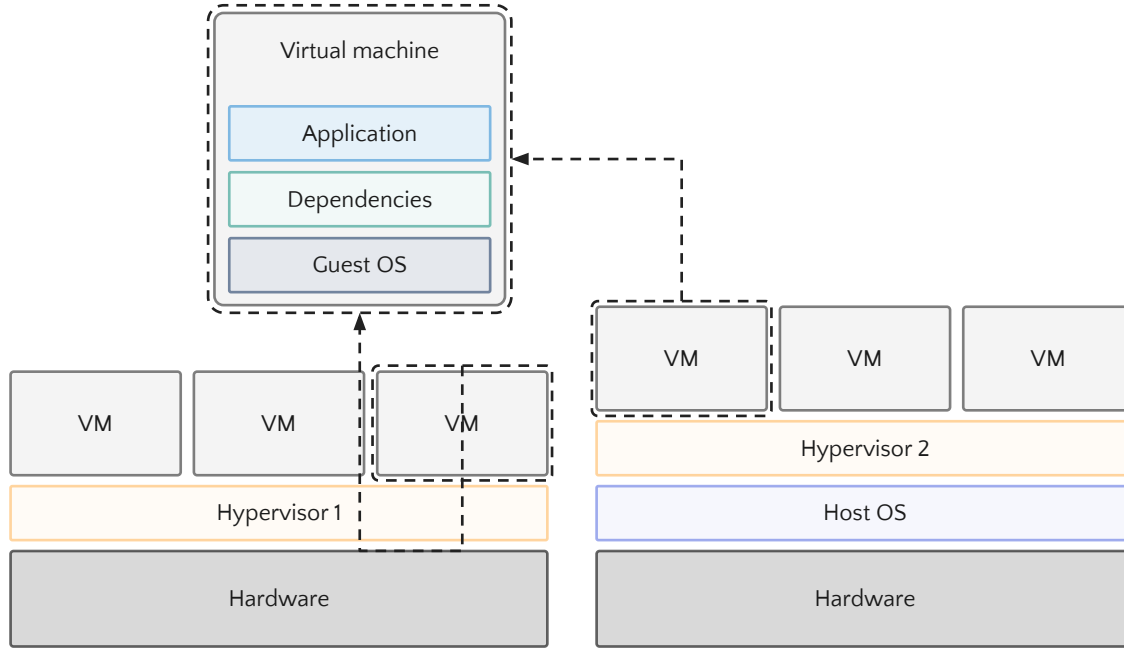 Virtual machine
Application
Dependencies
Guest OS
VM
VM
VM
Hypervisor 1
Hardware
VM
VM
VM
Hypervisor 2
Host OS
Hardware